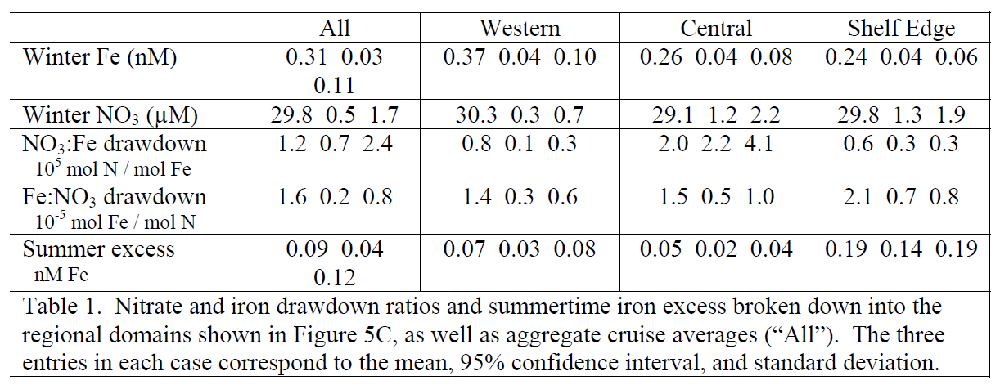 All Western Central Shelf Edge
Winter Fe (nM) 0.31 0.03 0.37 0.04 0.10 0.26 0.04 0.08 0.24 0.04 0.06
0.11
Winter NO₃ (µM) 29.8 0.5 1.7 30.3 0.3 0.7 29.1 1.2 2.2 29.8 1.3 1.9
NO₃:Fe drawdown 1.2 0.7 2.4 0.8 0.1 0.3 2.0 2.2 4.1 0.6 0.3 0.3
10⁵ mol N / mol Fe
Fe:NO₃ drawdown 1.6 0.2 0.8 1.4 0.3 0.6 1.5 0.5 1.0 2.1 0.7 0.8
10⁻⁵ mol Fe / mol N
Summer excess 0.09 0.04 0.07 0.03 0.08 0.05 0.02 0.04 0.19 0.14 0.19
nM Fe 0.12
Table 1. Nitrate and iron drawdown ratios and summertime iron excess broken down into the
regional domains shown in Figure 5C, as well as aggregate cruise averages (“All”). The three
entries in each case correspond to the mean, 95% confidence interval, and standard deviation.